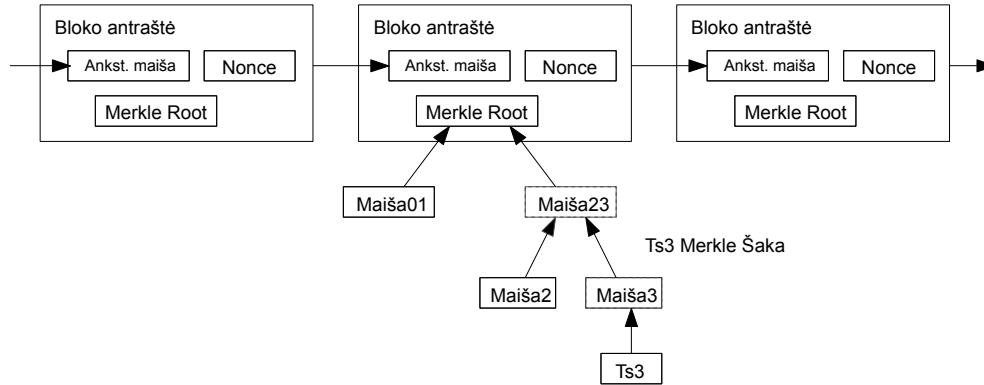 Bloko antraštė
Ankst. maiša
Nonce
Merkle Root
Bloko antraštė
Ankst. maiša
Nonce
Merkle Root
Bloko antraštė
Ankst. maiša
Nonce
Merkle Root
Maiša01
Maiša23
Ts3 Merkle Šaka
Maiša2
Maiša3
Ts3